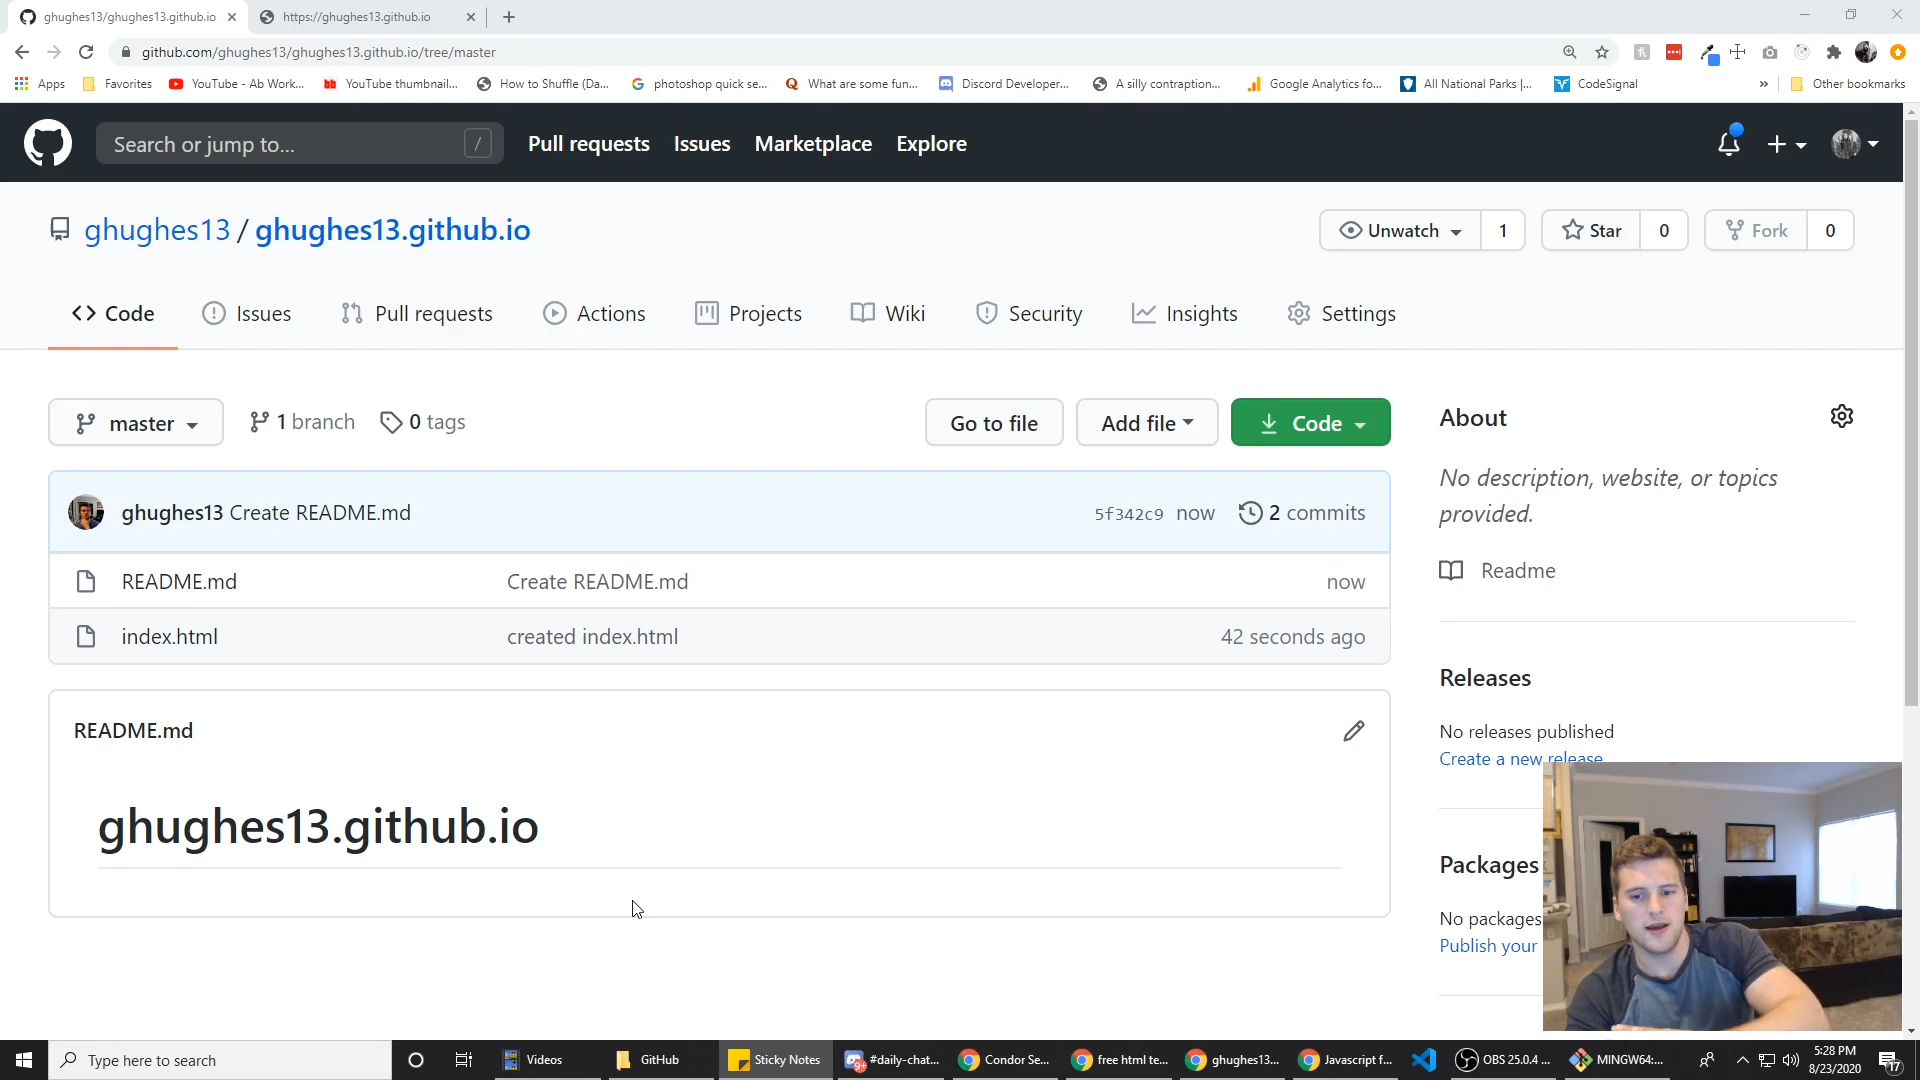 ghughes13/ghughes13.github.io
https://ghughes13.github.io
github.com/ghughes13/ghughes13.github.io/tree/master
Apps
Favorites
YouTube - Ab Work...
YouTube thumbnail...
How to Shuffle (Da...
photoshop quick se...
What are some fun...
Discord Developer...
A silly contraption...
Google Analytics fo...
All National Parks |...
CodeSignal
»
Other bookmarks
Search or jump to...
/
Pull requests
Issues
Marketplace
Explore
ghughes13 / ghughes13.github.io
Unwatch
1
Star
0
Fork
0
Code
Issues
Pull requests
Actions
Projects
Wiki
Security
Insights
Settings
master
1 branch
0 tags
Go to file
Add file
Code
About
No description, website, or topics
provided.
Readme
ghughes13 Create README.md
5f342c9 now
2 commits
README.md
Create README.md
now
index.html
created index.html
42 seconds ago
Releases
No releases published
Create a new release
README.md
ghughes13.github.io
Packages
No packages
Publish your
Type here to search
Videos
GitHub
Sticky Notes
9+
#daily-chat...
Condor Se...
free html te...
ghughes13...
Javascript f...
OBS 25.0.4 ...
MINGW64:...
5:28 PM
8/23/2020
17